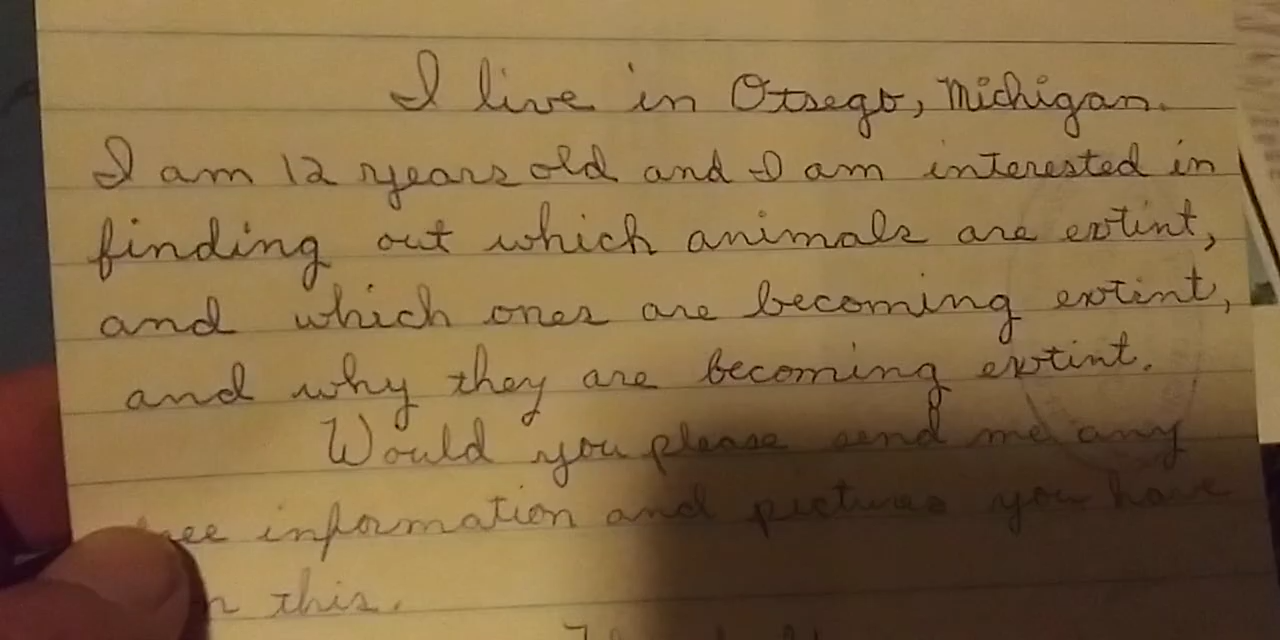 I live in Otsego, Michigan.
I am 12 years old and I am interested in
finding out which animals are extint,
and which ones are becoming extint,
and why they are becoming extint.
Would you please send me any
information and pictures you have
this.